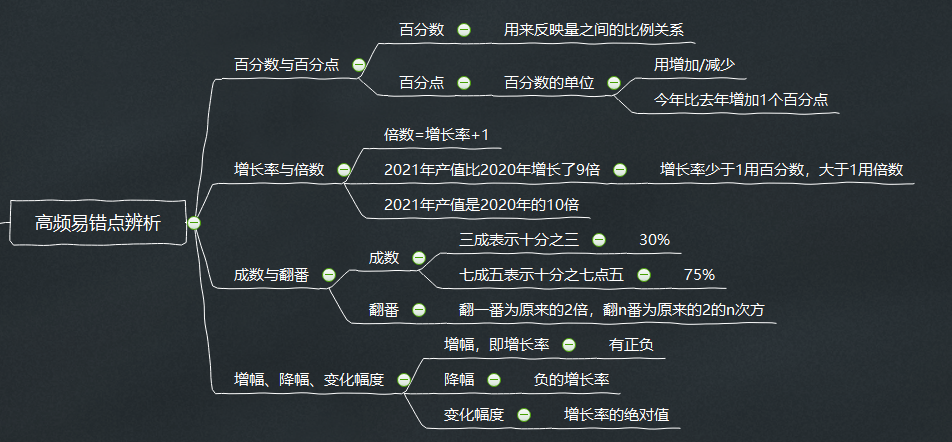 高频易错点辨析
百分数与百分点
百分数
用来反映量之间的比例关系
百分点
百分数的单位
用增加/减少
今年比去年增加1个百分点
增长率与倍数
倍数=增长率+1
2021年产值比2020年增长了9倍
增长率少于1用百分数，大于1用倍数
2021年产值是2020年的10倍
成数与翻番
成数
三成表示十分之三
30%
七成五表示十分之七点五
75%
翻番
翻一番为原来的2倍，翻n番为原来的2的n次方
增幅、降幅、变化幅度
增幅，即增长率
有正负
降幅
负的增长率
变化幅度
增长率的绝对值